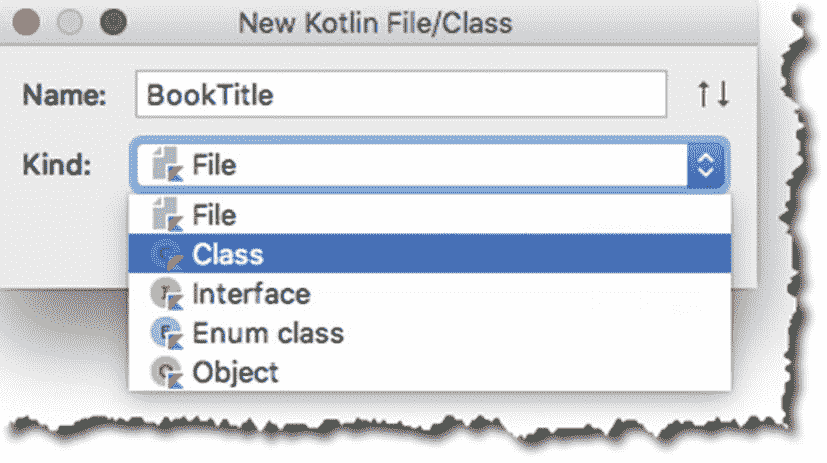 New Kotlin File/Class
Name: BookTitle
Kind: File
File
Class
Interface
Enum class
Object